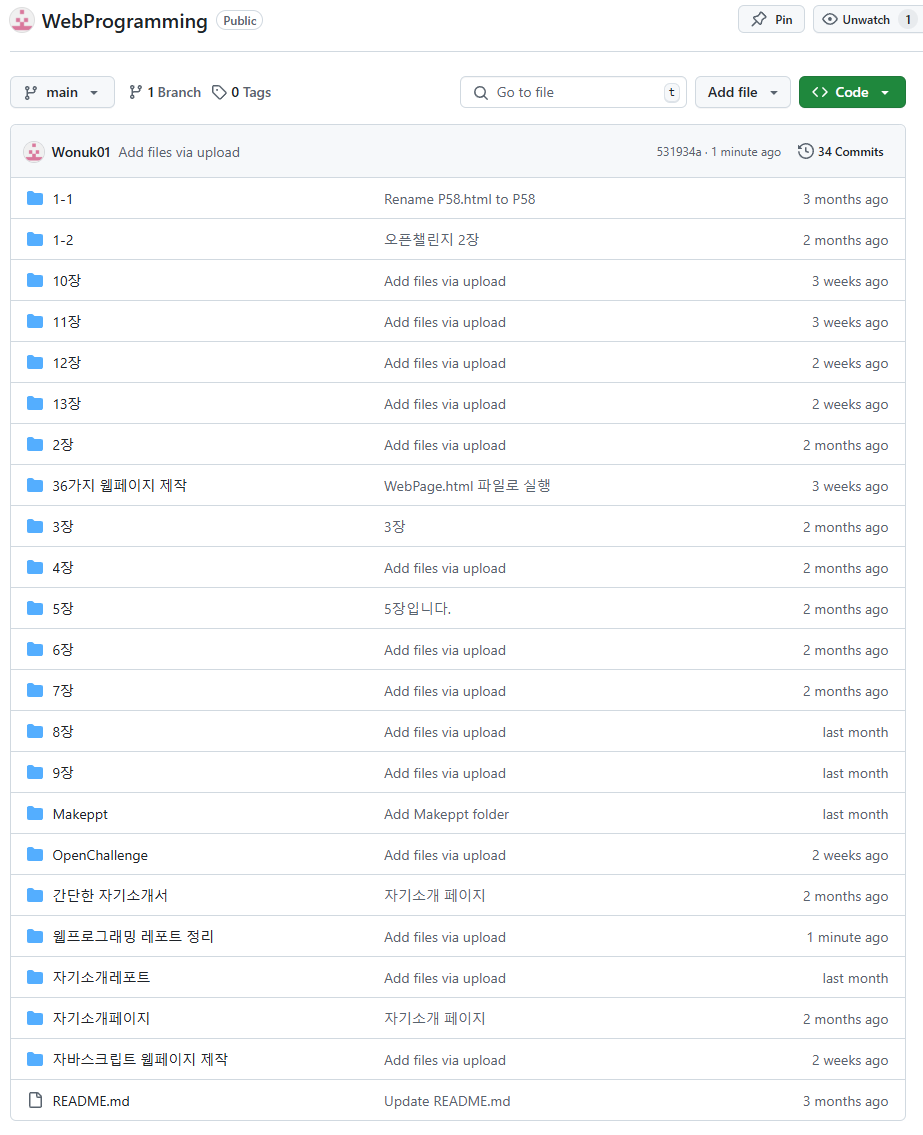 WebProgramming Public Pin Unwatch 1
main 1 Branch 0 Tags Go to file t Add file Code
Wonuk01 Add files via upload 531934a · 1 minute ago 34 Commits
1-1 Rename P58.html to P58 3 months ago
1-2 오픈챌린지 2장 2 months ago
10장 Add files via upload 3 weeks ago
11장 Add files via upload 3 weeks ago
12장 Add files via upload 2 weeks ago
13장 Add files via upload 2 weeks ago
2장 Add files via upload 2 months ago
36가지 웹페이지 제작 WebPage.html 파일로 실행 3 weeks ago
3장 3장 2 months ago
4장 Add files via upload 2 months ago
5장 5장입니다. 2 months ago
6장 Add files via upload 2 months ago
7장 Add files via upload 2 months ago
8장 Add files via upload last month
9장 Add files via upload last month
Makeppt Add Makeppt folder last month
OpenChallenge Add files via upload 2 weeks ago
간단한 자기소개서 자기소개 페이지 2 months ago
웹프로그래밍 레포트 정리 Add files via upload 1 minute ago
자기소개레포트 Add files via upload last month
자기소개페이지 자기소개 페이지 2 months ago
자바스크립트 웹페이지 제작 Add files via upload 2 weeks ago
README.md Update README.md 3 months ago